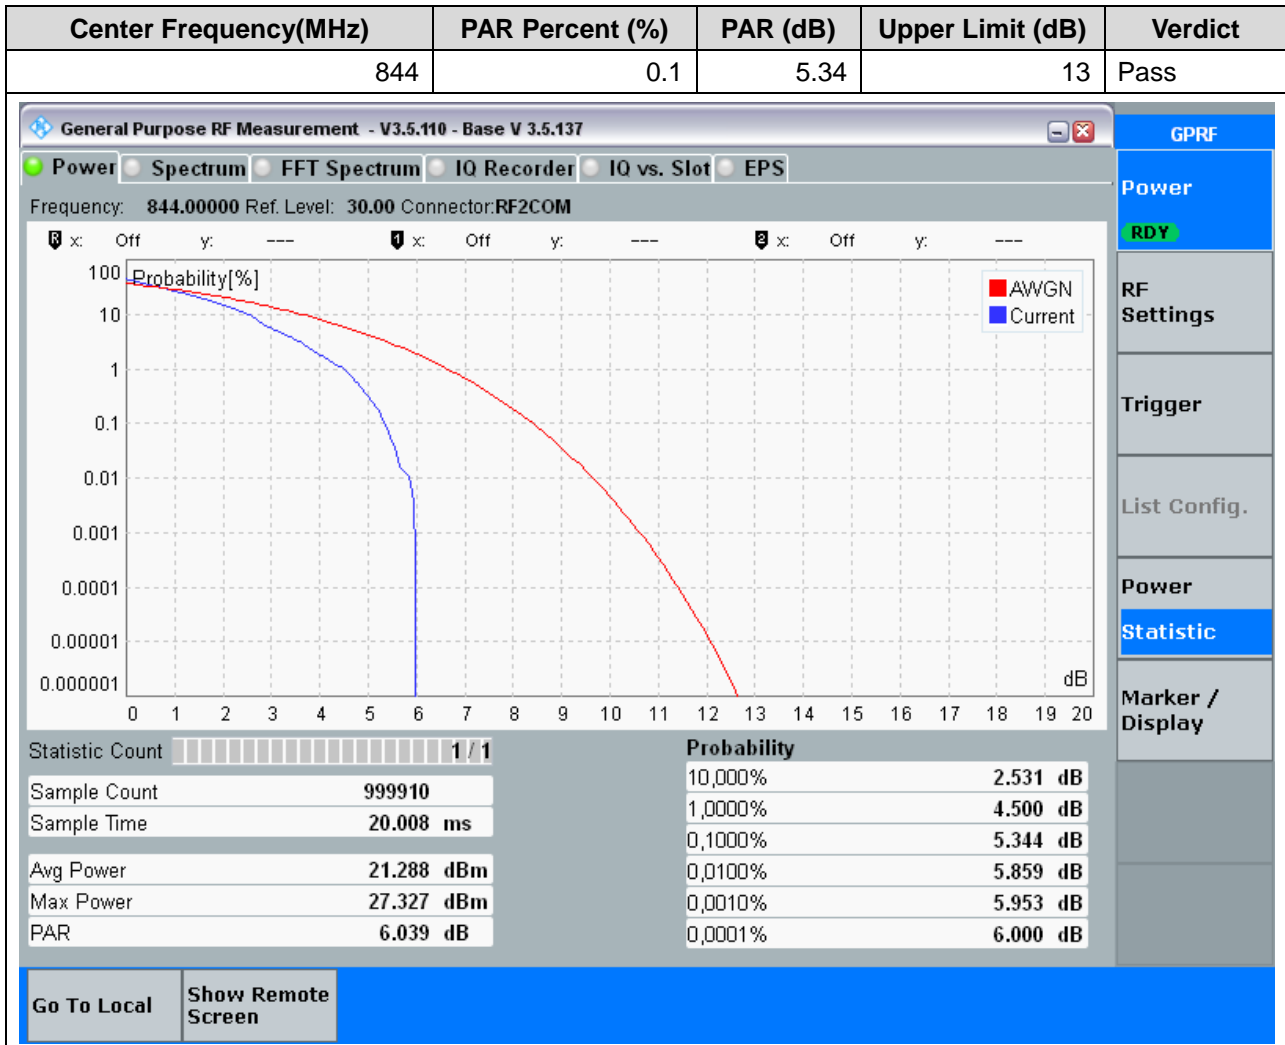 Center Frequency(MHz) PAR Percent (%) PAR (dB) Upper Limit (dB) Verdict
844 0.1 5.34 13 Pass
General Purpose RF Measurement - V3.5.110 - Base V 3.5.137
GPRF
Power Spectrum FFT Spectrum IQ Recorder IQ vs. Slot EPS
Frequency: 844.00000 Ref. Level: 30.00 Connector:RF2COM
R x: Off y: --- 1 x: Off y: --- 2 x: Off y: ---
Probability[%]
100
10
1
0.1
0.01
0.001
0.0001
0.00001
0.000001
AWGN
Current
dB
0 1 2 3 4 5 6 7 8 9 10 11 12 13 14 15 16 17 18 19 20
Statistic Count 1 / 1
Sample Count 999910
Sample Time 20.008 ms
Avg Power 21.288 dBm
Max Power 27.327 dBm
PAR 6.039 dB
Probability
10,000% 2.531 dB
1,0000% 4.500 dB
0,1000% 5.344 dB
0,0100% 5.859 dB
0,0010% 5.953 dB
0,0001% 6.000 dB
Power
RDY
RF
Settings
Trigger
List Config.
Power
Statistic
Marker /
Display
Go To Local
Show Remote
Screen